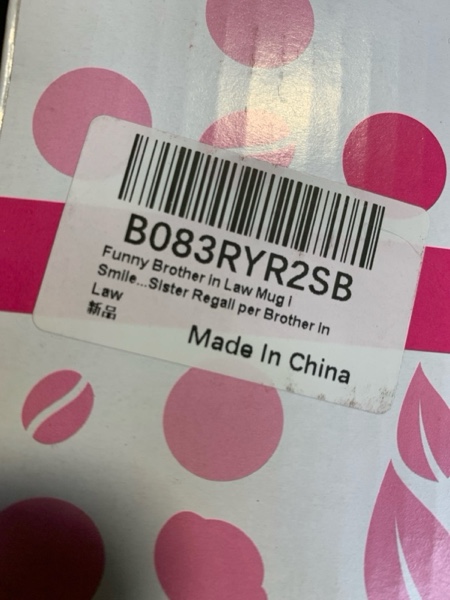 B083RYR2SB
Funny Brother in Law Mug I
Smile...Sister Regali per Brother in
Law
新品
Made In China